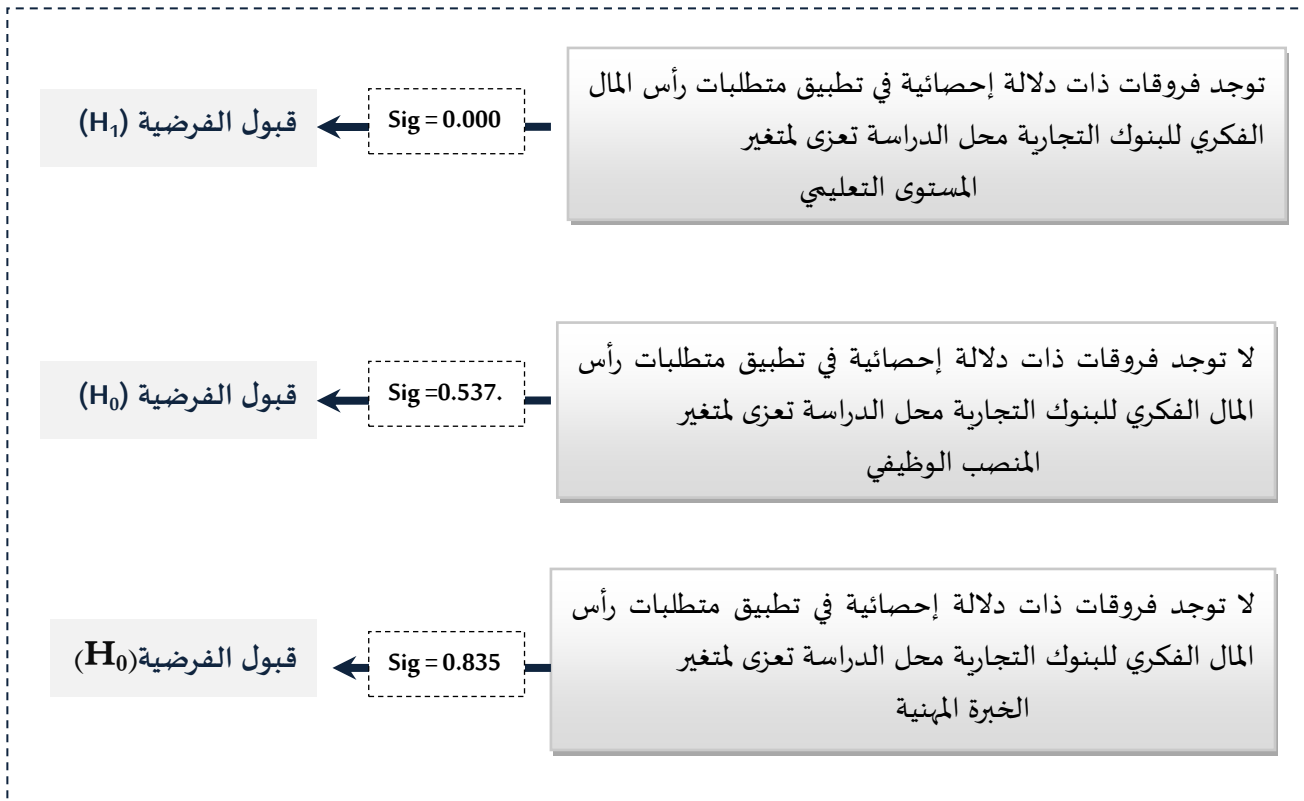 توجد فروقات ذات دلالة إحصائية في تطبيق متطلبات رأس المال
الفكري للبنوك التجارية محل الدراسة تعزى لمتغير
المستوى التعليمي
Sig = 0.000
قبول الفرضية (H₁)
لا توجد فروقات ذات دلالة إحصائية في تطبيق متطلبات رأس
المال الفكري للبنوك التجارية محل الدراسة تعزى لمتغير
المنصب الوظيفي
Sig =0.537.
قبول الفرضية (H₀)
لا توجد فروقات ذات دلالة إحصائية في تطبيق متطلبات رأس
المال الفكري للبنوك التجارية محل الدراسة تعزى لمتغير
الخبرة المهنية
Sig = 0.835
قبول الفرضية(H₀)